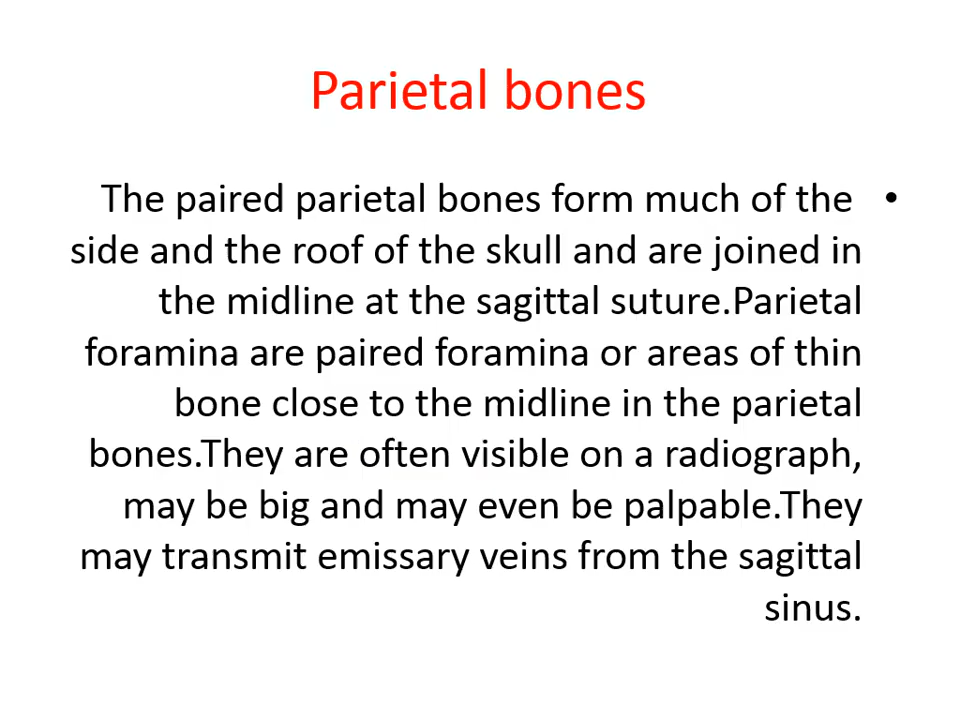 Parietal bones
• The paired parietal bones form much of the
side and the roof of the skull and are joined in
the midline at the sagittal suture.Parietal
foramina are paired foramina or areas of thin
bone close to the midline in the parietal
bones.They are often visible on a radiograph,
may be big and may even be palpable.They
may transmit emissary veins from the sagittal
sinus.